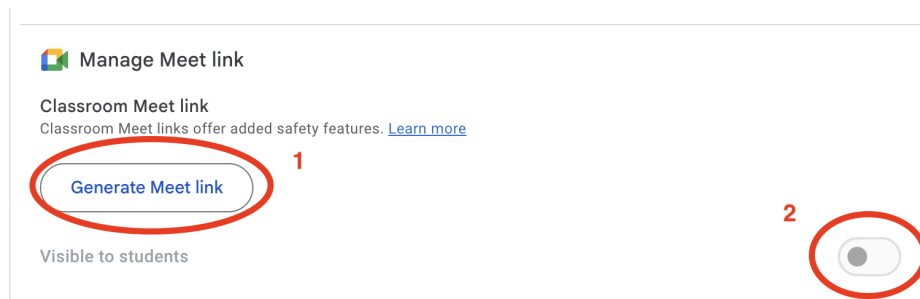 Manage Meet link
Classroom Meet link
Classroom Meet links offer added safety features. Learn more
1
Generate Meet link
2
Visible to students